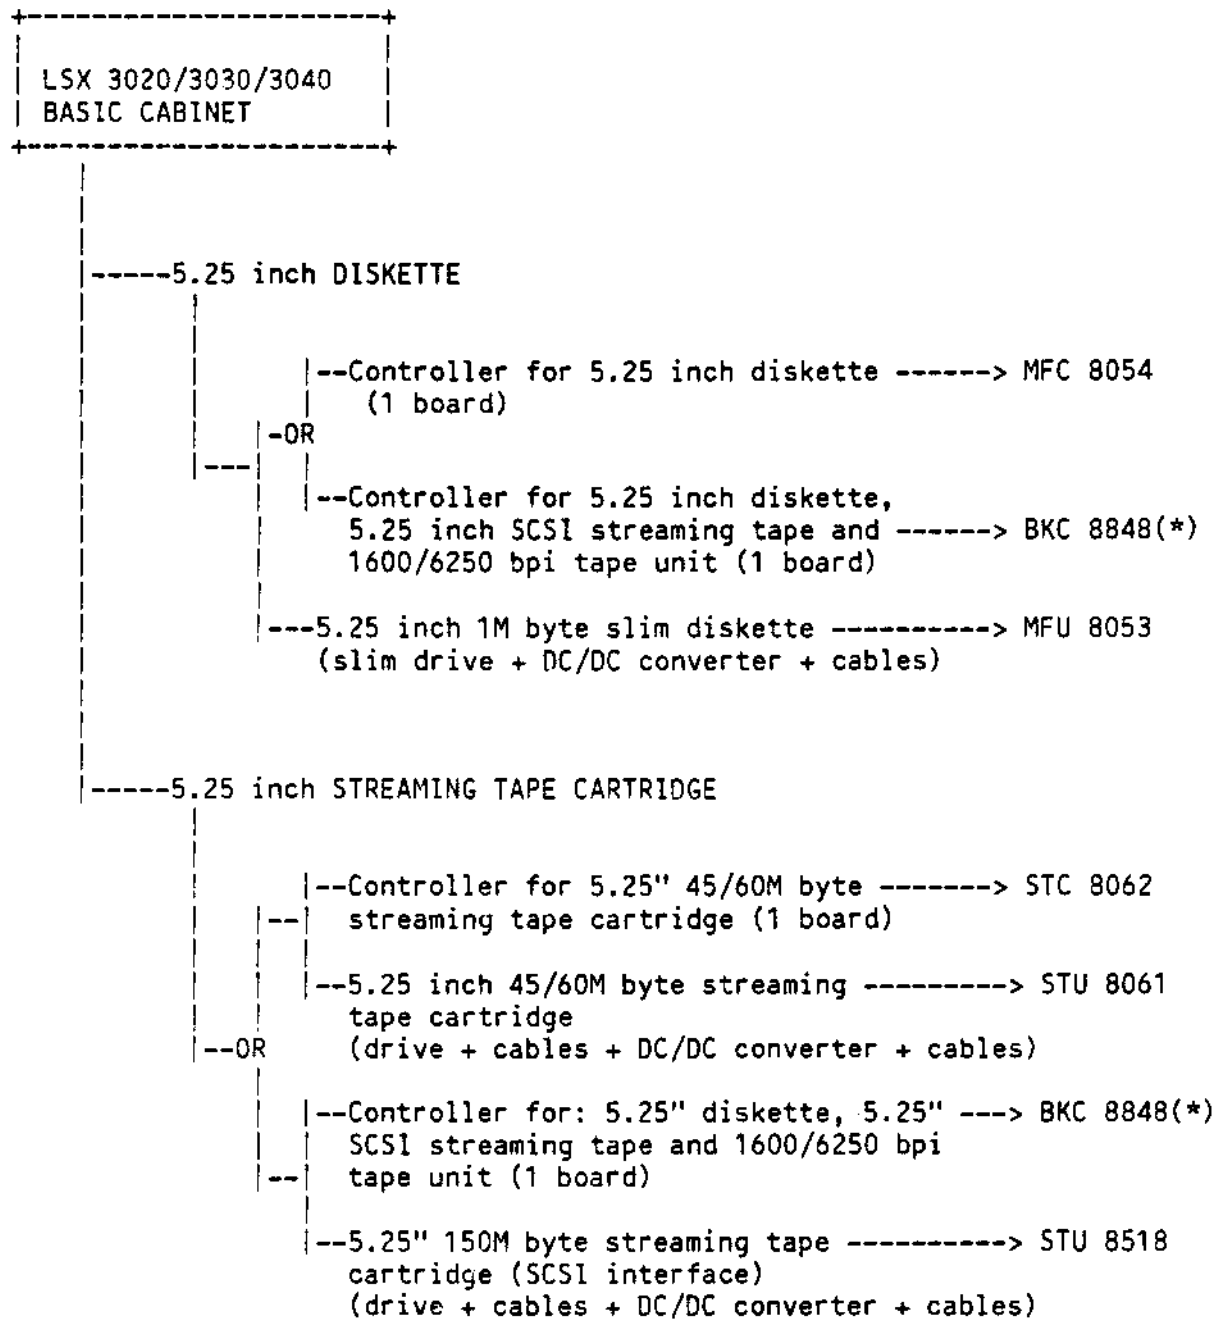 LSX 3020/3030/3040
BASIC CABINET
-----5.25 inch DISKETTE
--Controller for 5.25 inch diskette ------> MFC 8054
(1 board)
-OR
---
--Controller for 5.25 inch diskette,
5.25 inch SCSI streaming tape and ------> BKC 8848(*)
1600/6250 bpi tape unit (1 board)
---5.25 inch 1M byte slim diskette ----------> MFU 8053
(slim drive + DC/DC converter + cables)
-----5.25 inch STREAMING TAPE CARTRIDGE
--Controller for 5.25" 45/60M byte -------> STC 8062
streaming tape cartridge (1 board)
--5.25 inch 45/60M byte streaming ---------> STU 8061
tape cartridge
--OR (drive + cables + DC/DC converter + cables)
--Controller for: 5.25" diskette, 5.25" ---> BKC 8848(*)
SCSI streaming tape and 1600/6250 bpi
tape unit (1 board)
--5.25" 150M byte streaming tape ----------> STU 8518
cartridge (SCSI interface)
(drive + cables + DC/DC converter + cables)